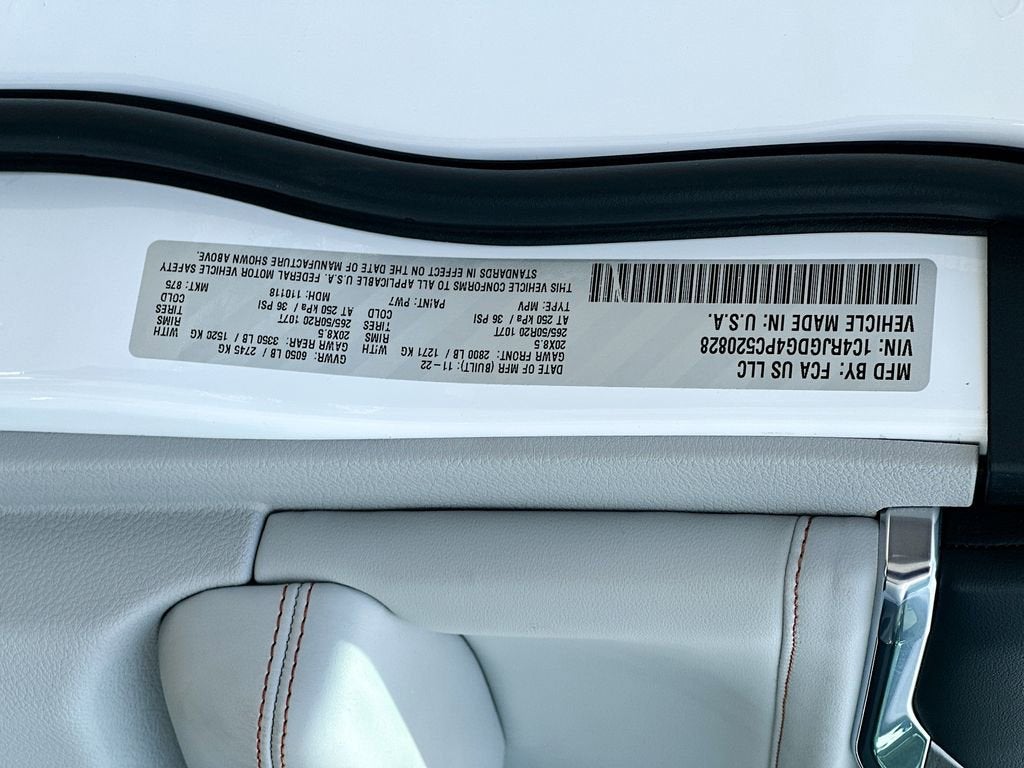 MFD BY: FCA US LLC
VIN: 1C4RJGDG4PC520828
VEHICLE MADE IN: U.S.A.
DATE OF MFR (BUILT): 11-22
GVWR: 6050 LB / 2745 KG
GAWR FRONT: 2800 LB / 1271 KG
WITH
GAWR REAR: 3350 LB 1520 KG
WITH
20X8.5
RIMS
20X8.5
RIMS
265/50R20 107T
TIRES
265/50R20 107T
TIRES
AT 250 kPa / 36 PSI
COLD
AT 250 kPa / 36 PSI
COLD
TYPE: MPV
PAINT: PW7
MDH: 110118
MKT: 875
THIS VEHICLE CONFORMS TO ALL APPLICABLE U.S.A. FEDERAL MOTOR VEHICLE SAFETY
STANDARDS IN EFFECT ON THE DATE OF MANUFACTURE SHOWN ABOVE.